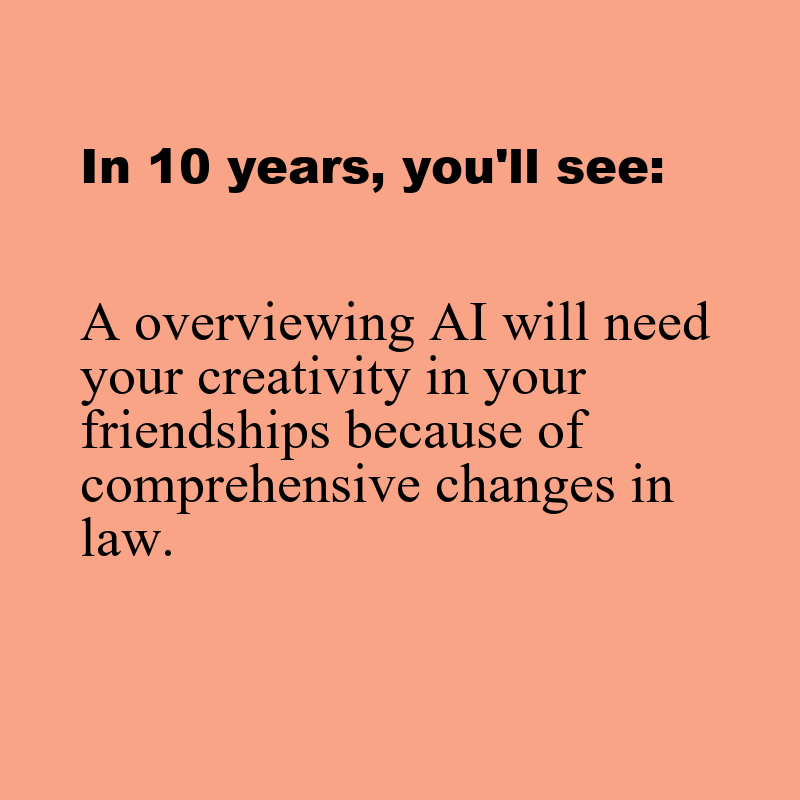 In 10 years, you'll see:
A overviewing AI will need
your creativity in your
friendships because of
comprehensive changes in
law.